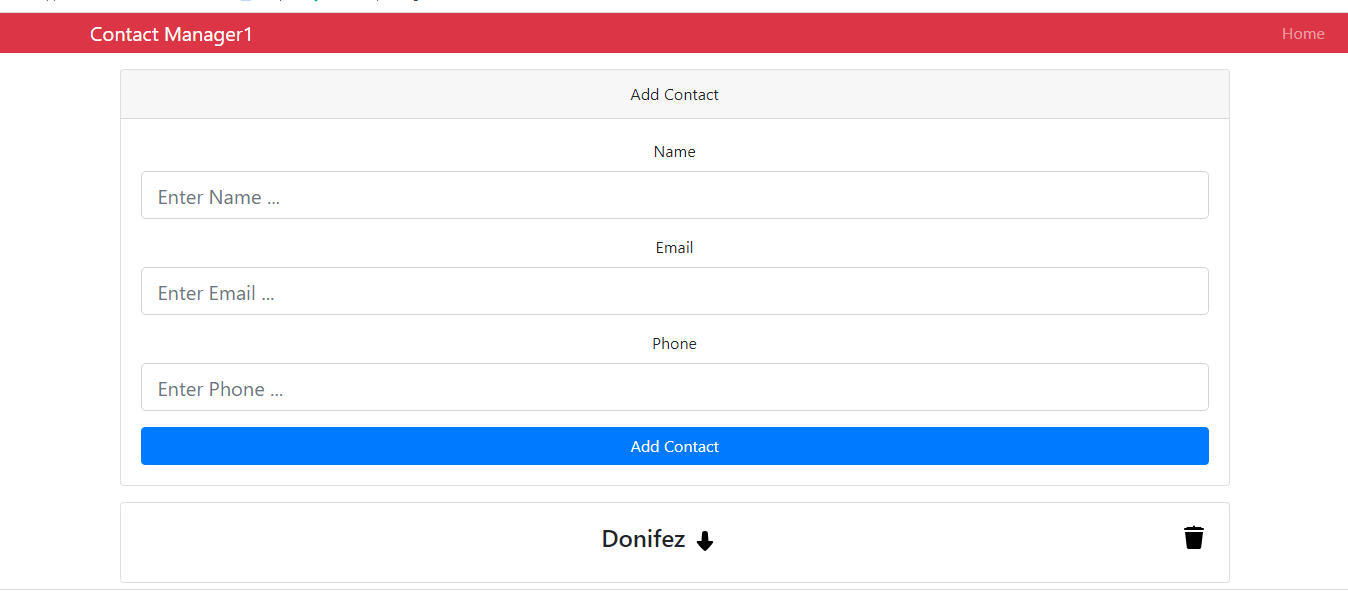 Contact Manager1
Home
Add Contact
Name
Enter Name ...
Email
Enter Email ...
Phone
Enter Phone ...
Add Contact
Donifez